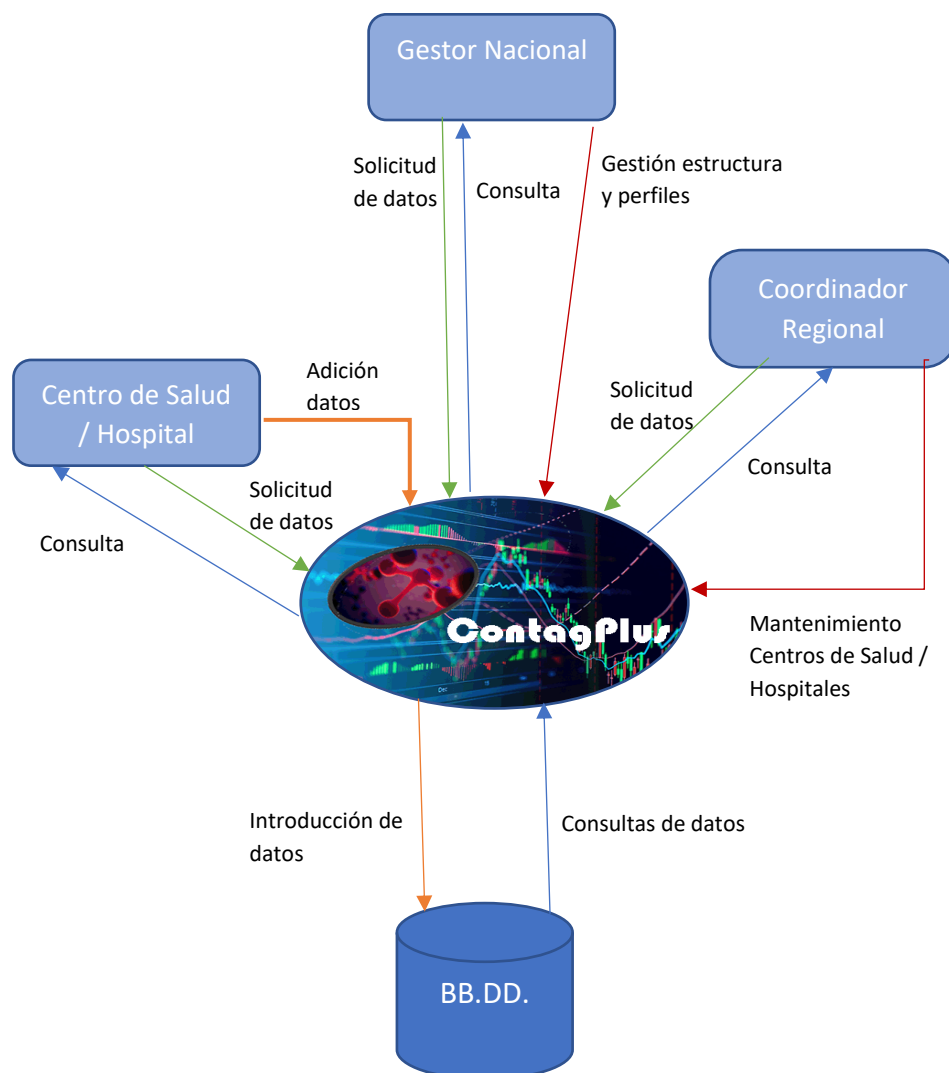 Gestor Nacional
Solicitud
de datos
Consulta
Gestión estructura
y perfiles
Coordinador
Regional
Centro de Salud
/ Hospital
Adición
datos
Solicitud
de datos
Consulta
Solicitud
de datos
Consulta
ContagPlus
Dec
Mantenimiento
Centros de Salud /
Hospitales
Introducción de
datos
Consultas de datos
BB.DD.